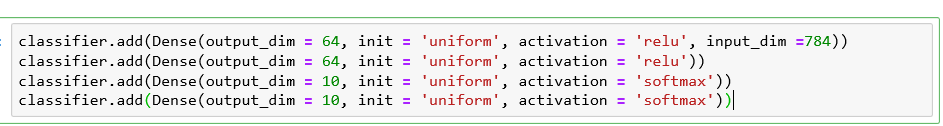 classifier.add(Dense(output_dim = 64, init = 'uniform', activation = 'relu', input_dim =784))
classifier.add(Dense(output_dim = 64, init = 'uniform', activation = 'relu'))
classifier.add(Dense(output_dim = 10, init = 'uniform', activation = 'softmax'))
classifier.add(Dense(output_dim = 10, init = 'uniform', activation = 'softmax'))